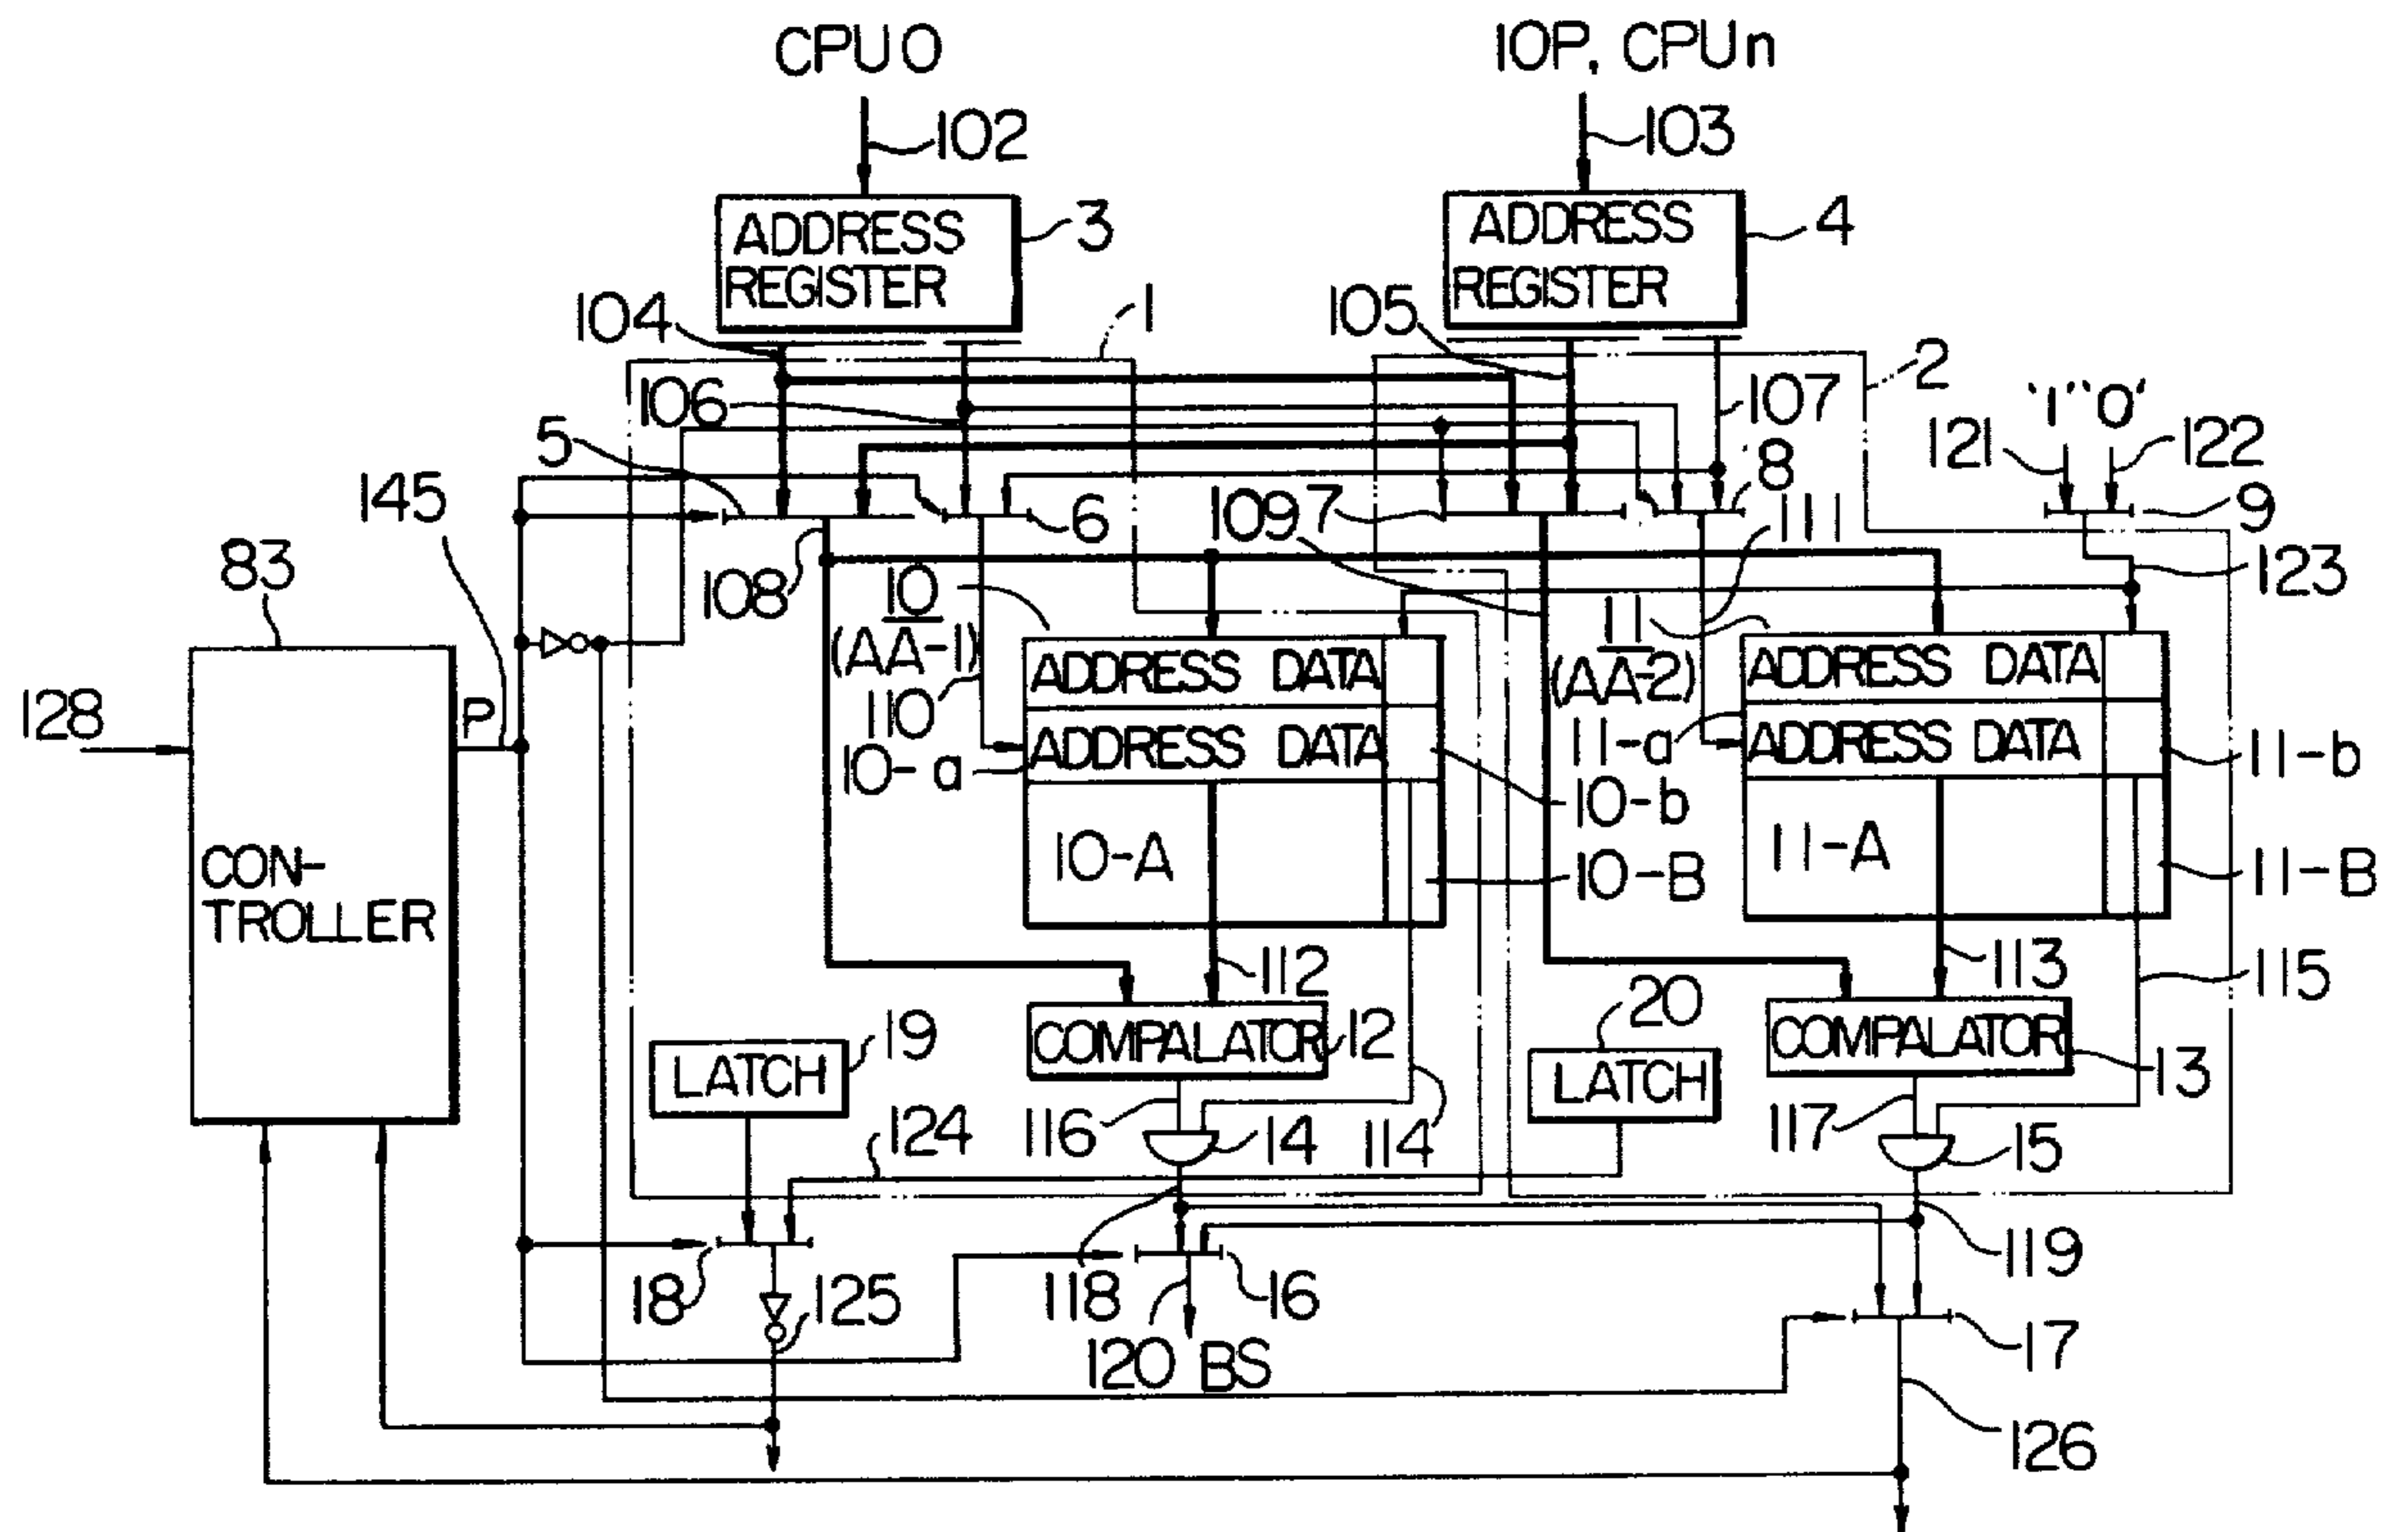 CPU 0
10P, CPUn
102
103
ADDRESS
REGISTER
3
ADDRESS
REGISTER
4
104
1
105
2
106
107
'1' '0'
5
8
121
122
145
6
109
7
111
9
83
108
10
(AA-1)
11
(AA-2)
123
128
P
110
10-a
ADDRESS DATA
ADDRESS DATA
11-a
ADDRESS DATA
ADDRESS DATA
11-b
10-b
CON-
TROLLER
10-A
10-B
11-A
11-B
112
113
115
19
LATCH
COMPALATOR
12
20
LATCH
COMPALATOR
13
124
116
14
114
117
15
18
125
118
16
119
120 BS
17
126